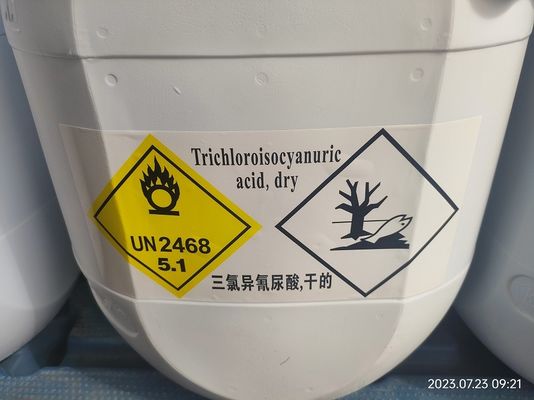 Trichloroisocyanuric
acid, dry
UN 2468
5.1
三氯异氰尿酸,干的
2023.07.23 09:21